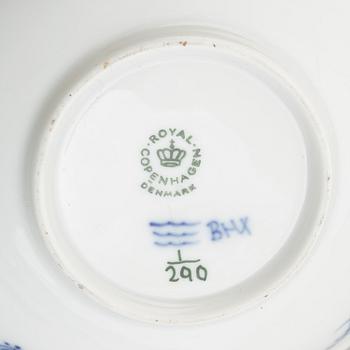 ROYAL
COPENHAGEN
DENMARK
BHX
1
290